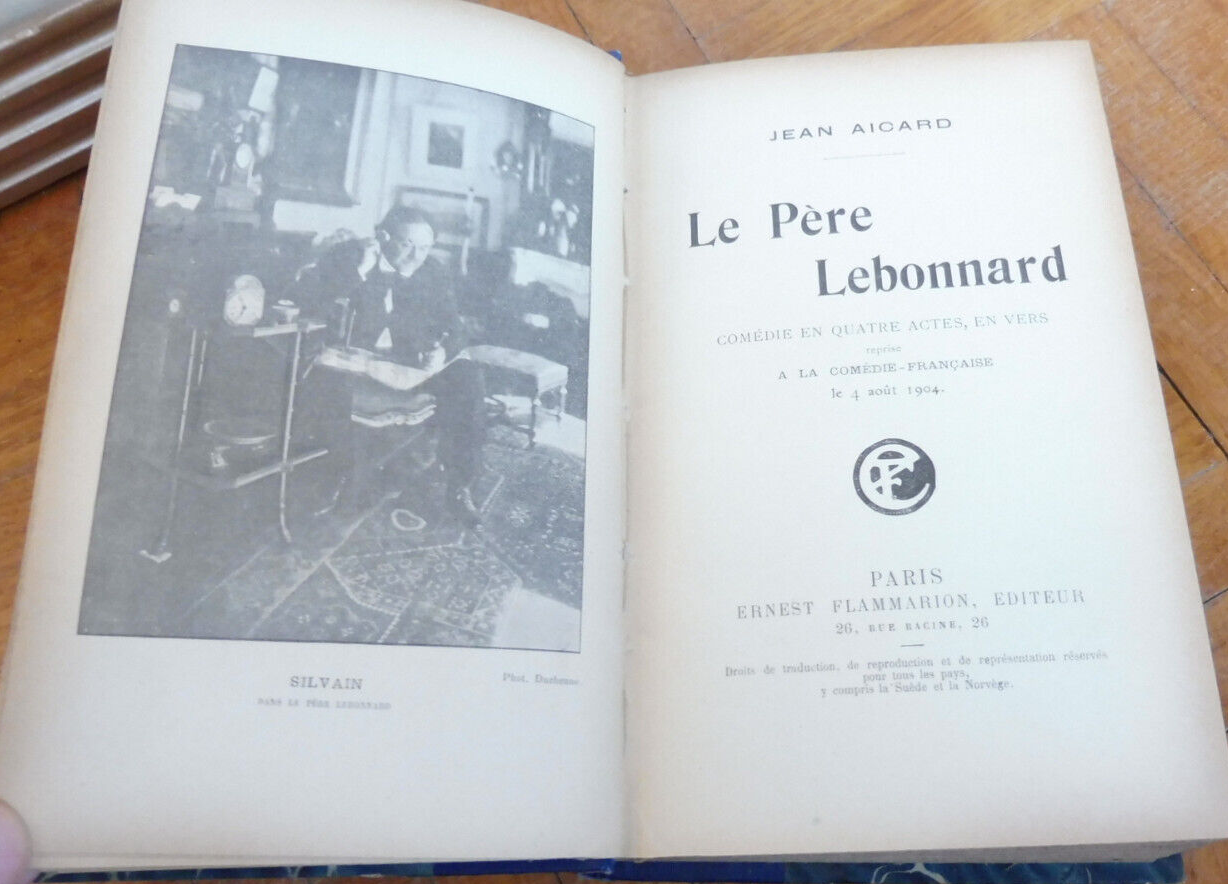 SILVAIN
DANS LE PÈRE LEBONNARD
Phot.
JEAN AICARD
Le Père
Lebonnard
COMÉDIE EN QUATRE ACTES, EN VERS
reprise
A LA COMÉDIE-FRANÇAISE
le 4 août 1904.
PARIS
ERNEST FLAMMARION, EDITEUR
26, RUE RACINE, 26
Droits de traduction, de reproduction et de représentation réservés
pour tous les pays,
y compris la Suède et la Norvège.